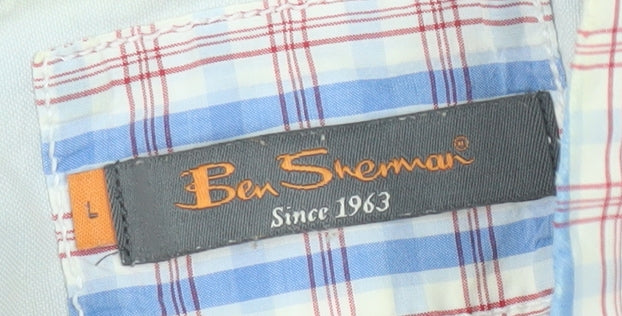 L
Ben Sherman®
Since 1963